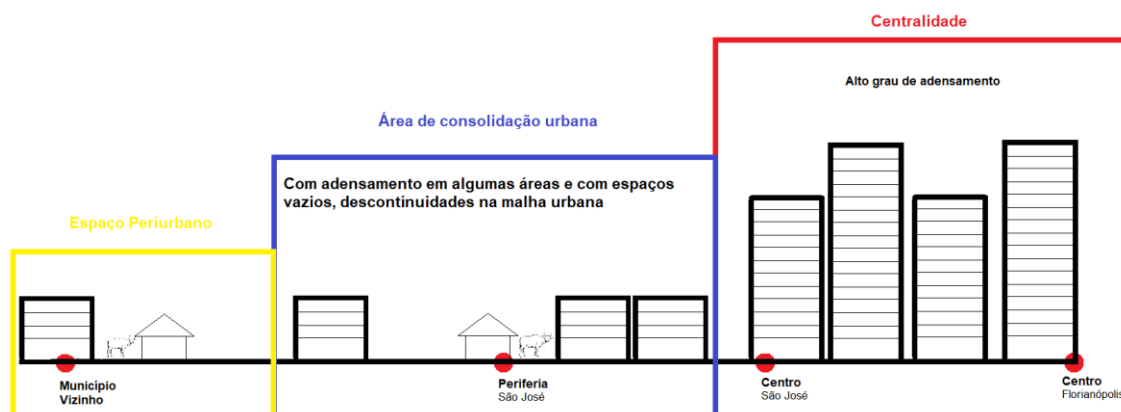 Centralidade
Alto grau de adensamento
Área de consolidação urbana
Com adensamento em algumas áreas e com espaços
vazios, descontinuidades na malha urbana
Espaço Periurbano
Município
Vizinho
Periferia
São José
Centro
São José
Centro
Florianópolis